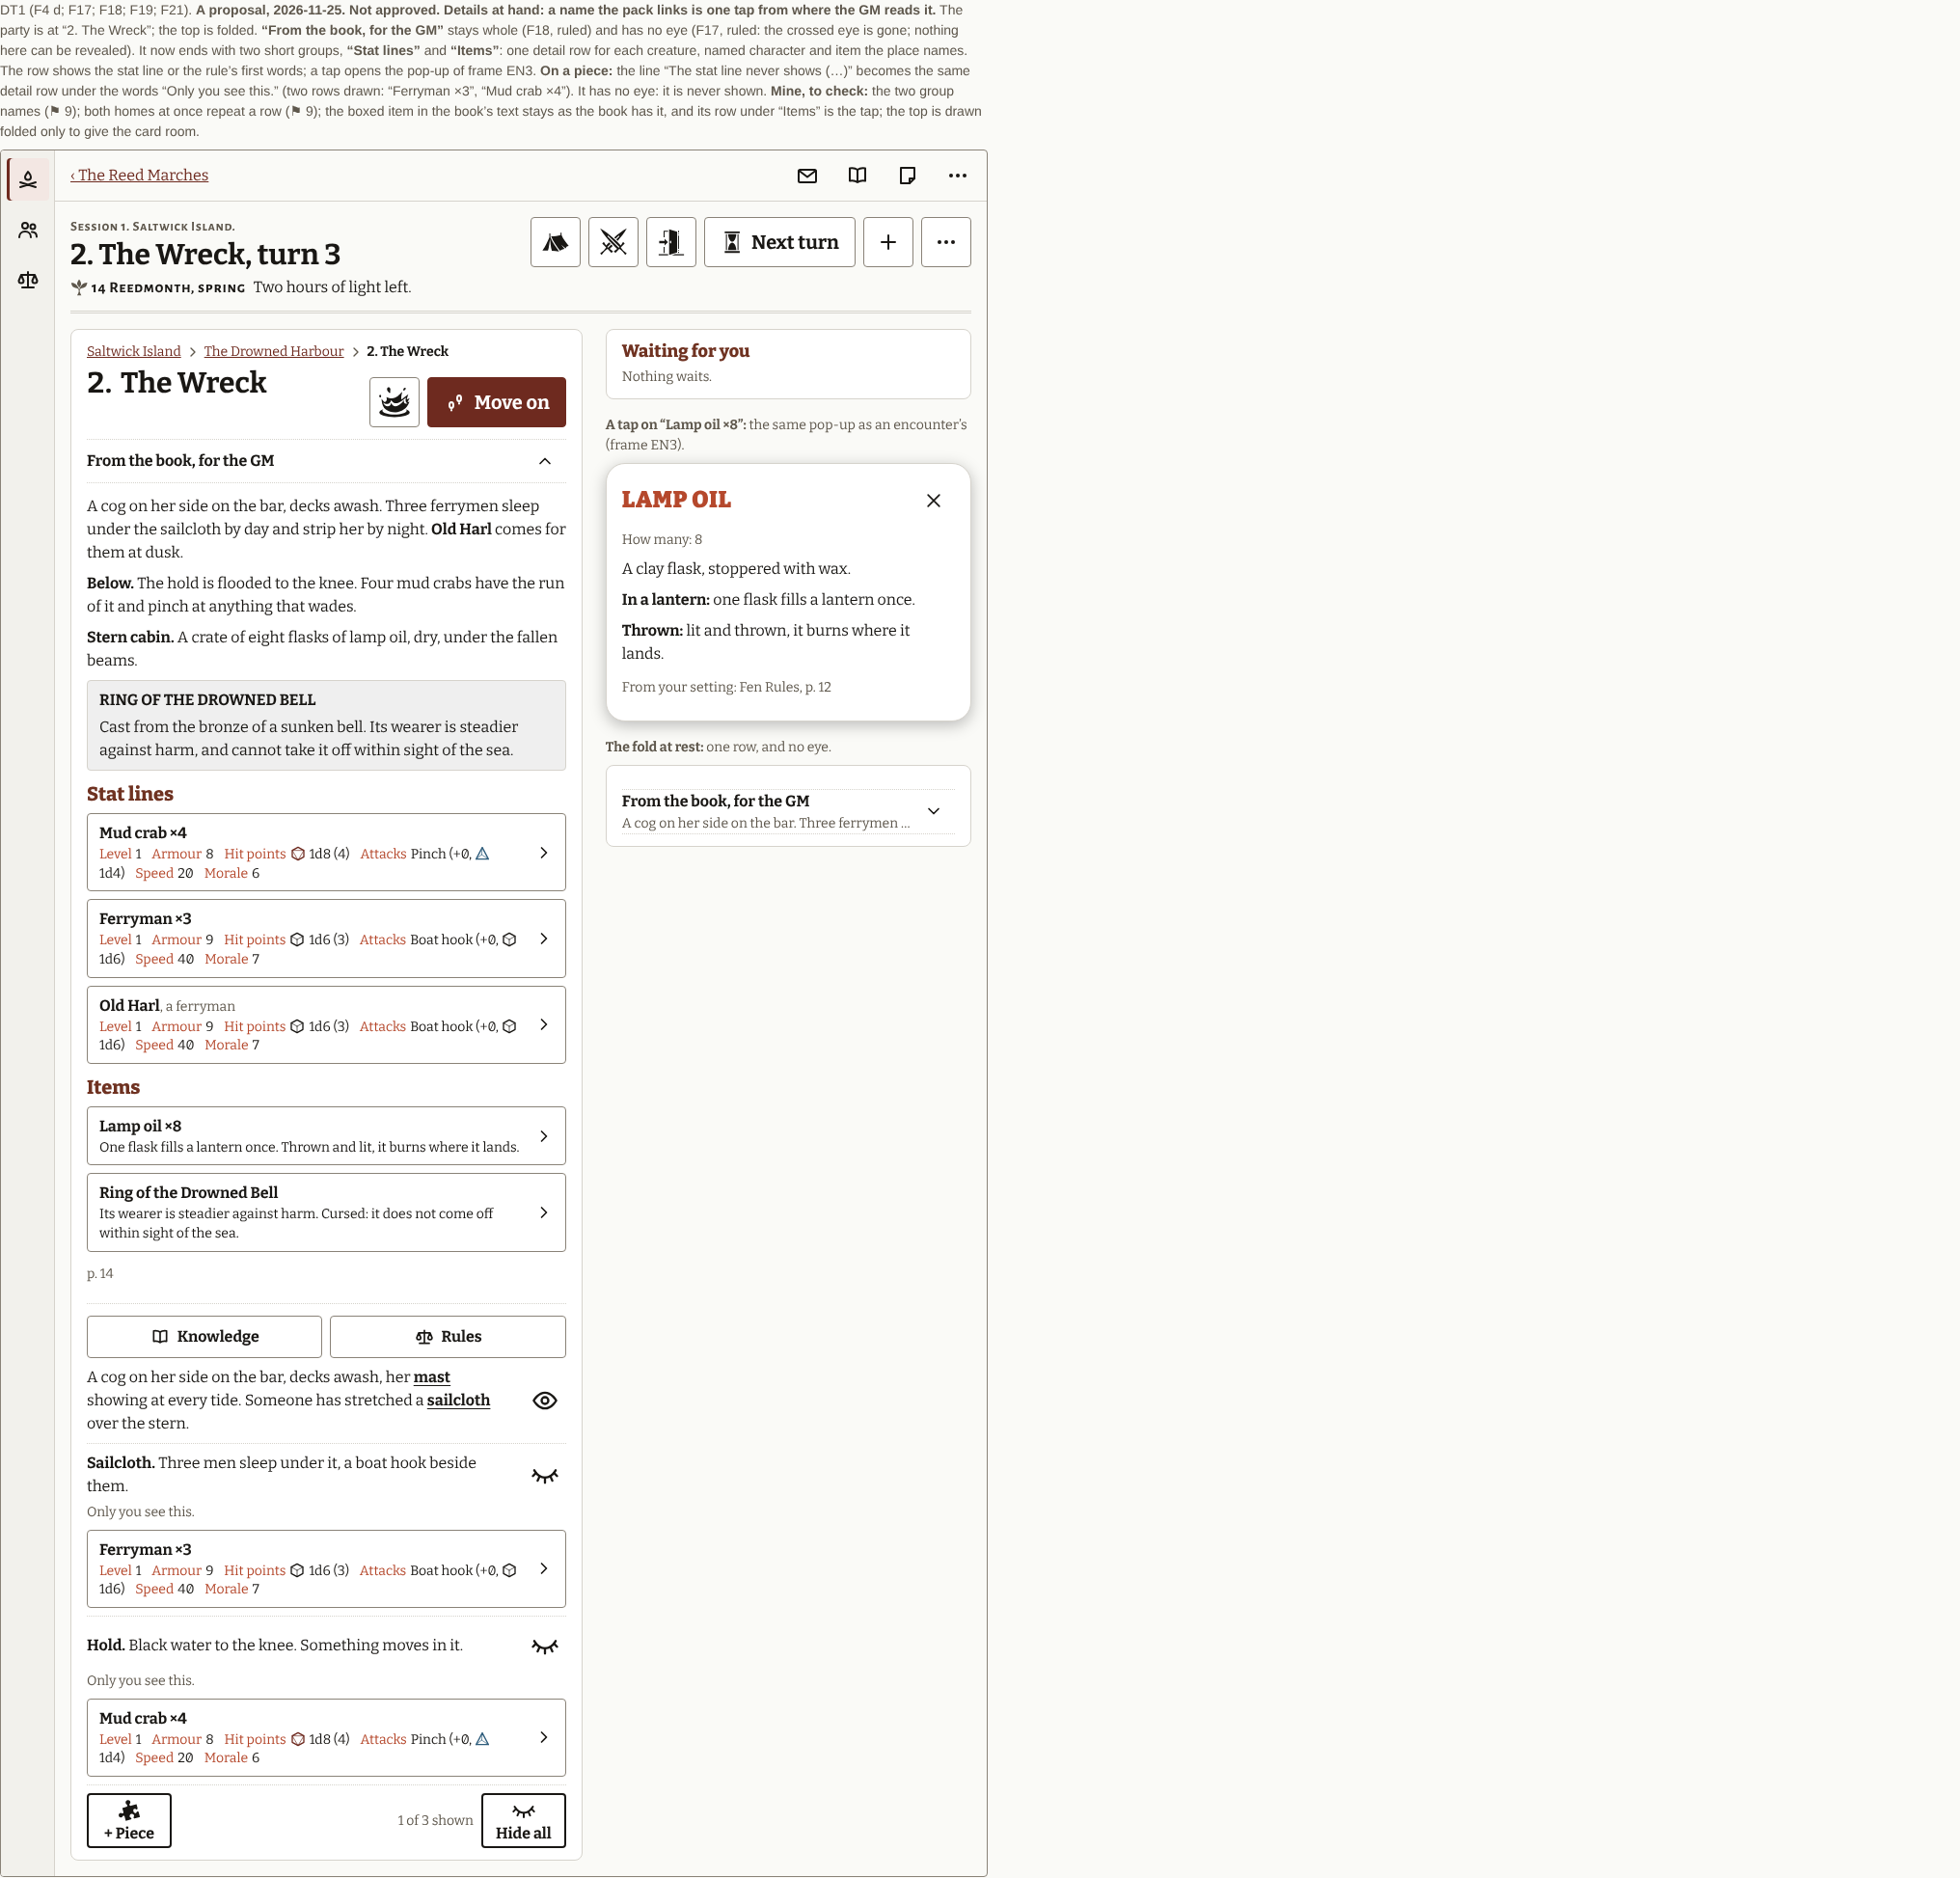 DT1 (F4 d; F17; F18; F19; F21). A proposal, 2026-11-25. Not approved. Details at hand: a name the pack links is one tap from where the GM reads it. The
party is at “2. The Wreck”; the top is folded. “From the book, for the GM” stays whole (F18, ruled) and has no eye (F17, ruled: the crossed eye is gone; nothing
here can be revealed). It now ends with two short groups, “Stat lines” and “Items”: one detail row for each creature, named character and item the place names.
The row shows the stat line or the rule’s first words; a tap opens the pop-up of frame EN3. On a piece: the line “The stat line never shows (…)” becomes the same
detail row under the words “Only you see this.” (two rows drawn: “Ferryman ×3”, “Mud crab ×4”). It has no eye: it is never shown. Mine, to check: the two group
names (⚑ 9); both homes at once repeat a row (⚑ 9); the boxed item in the book’s text stays as the book has it, and its row under “Items” is the tap; the top is drawn
folded only to give the card room.
‹ The Reed Marches
Session 1. Saltwick Island.
2. The Wreck, turn 3
14 Reedmonth, spring Two hours of light left.
Next turn
Saltwick Island > The Drowned Harbour > 2. The Wreck
2. The Wreck
Move on
From the book, for the GM
A cog on her side on the bar, decks awash. Three ferrymen sleep
under the sailcloth by day and strip her by night. Old Harl comes for
them at dusk.
Below. The hold is flooded to the knee. Four mud crabs have the run
of it and pinch at anything that wades.
Stern cabin. A crate of eight flasks of lamp oil, dry, under the fallen
beams.
RING OF THE DROWNED BELL
Cast from the bronze of a sunken bell. Its wearer is steadier
against harm, and cannot take it off within sight of the sea.
Stat lines
Mud crab ×4
Level 1 Armour 8 Hit points 1d8 (4) Attacks Pinch (+0,
1d4) Speed 20 Morale 6
Ferryman ×3
Level 1 Armour 9 Hit points 1d6 (3) Attacks Boat hook (+0,
1d6) Speed 40 Morale 7
Old Harl, a ferryman
Level 1 Armour 9 Hit points 1d6 (3) Attacks Boat hook (+0,
1d6) Speed 40 Morale 7
Items
Lamp oil ×8
One flask fills a lantern once. Thrown and lit, it burns where it lands.
Ring of the Drowned Bell
Its wearer is steadier against harm. Cursed: it does not come off
within sight of the sea.
p. 14
Knowledge
Rules
A cog on her side on the bar, decks awash, her mast
showing at every tide. Someone has stretched a sailcloth
over the stern.
Sailcloth. Three men sleep under it, a boat hook beside
them.
Only you see this.
Ferryman ×3
Level 1 Armour 9 Hit points 1d6 (3) Attacks Boat hook (+0,
1d6) Speed 40 Morale 7
Hold. Black water to the knee. Something moves in it.
Only you see this.
Mud crab ×4
Level 1 Armour 8 Hit points 1d8 (4) Attacks Pinch (+0,
1d4) Speed 20 Morale 6
+ Piece
1 of 3 shown
Hide all
Waiting for you
Nothing waits.
A tap on “Lamp oil ×8”: the same pop-up as an encounter’s
(frame EN3).
LAMP OIL
How many: 8
A clay flask, stoppered with wax.
In a lantern: one flask fills a lantern once.
Thrown: lit and thrown, it burns where it
lands.
From your setting: Fen Rules, p. 12
The fold at rest: one row, and no eye.
From the book, for the GM
A cog on her side on the bar. Three ferrymen …